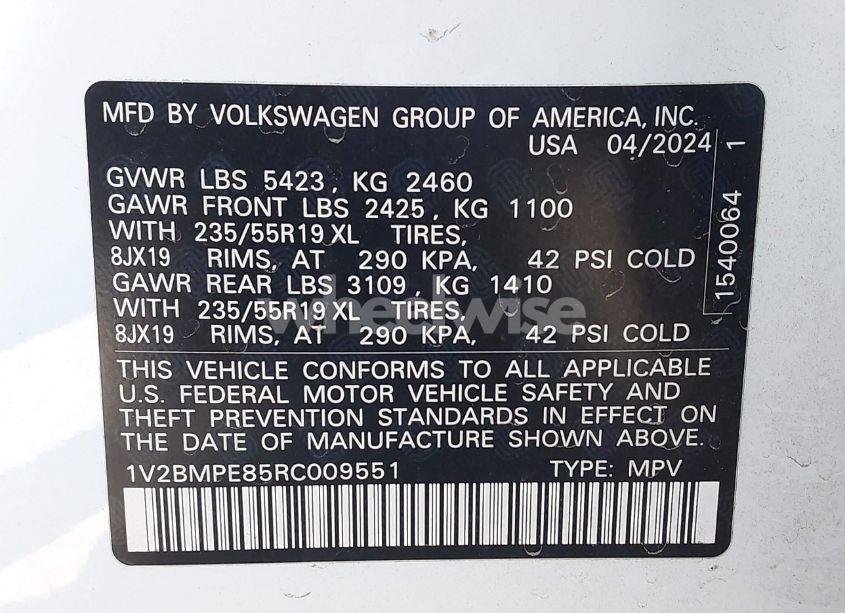 MFD BY VOLKSWAGEN GROUP OF AMERICA, INC.
USA 04/2024
GVWR LBS 5423, KG 2460
GAWR FRONT LBS 2425, KG 1100
WITH 235/55R19 XL TIRES,
8JX19 RIMS, AT 290 KPA, 42 PSI COLD
GAWR REAR LBS 3109, KG 1410
WITH 235/55R19 XL TIRES,
8JX19 RIMS, AT 290 KPA, 42 PSI COLD
1540064 1
THIS VEHICLE CONFORMS TO ALL APPLICABLE
U.S. FEDERAL MOTOR VEHICLE SAFETY AND
THEFT PREVENTION STANDARDS IN EFFECT ON
THE DATE OF MANUFACTURE SHOWN ABOVE.
1V2BMPE85RC009551 TYPE: MPV
wheelwise